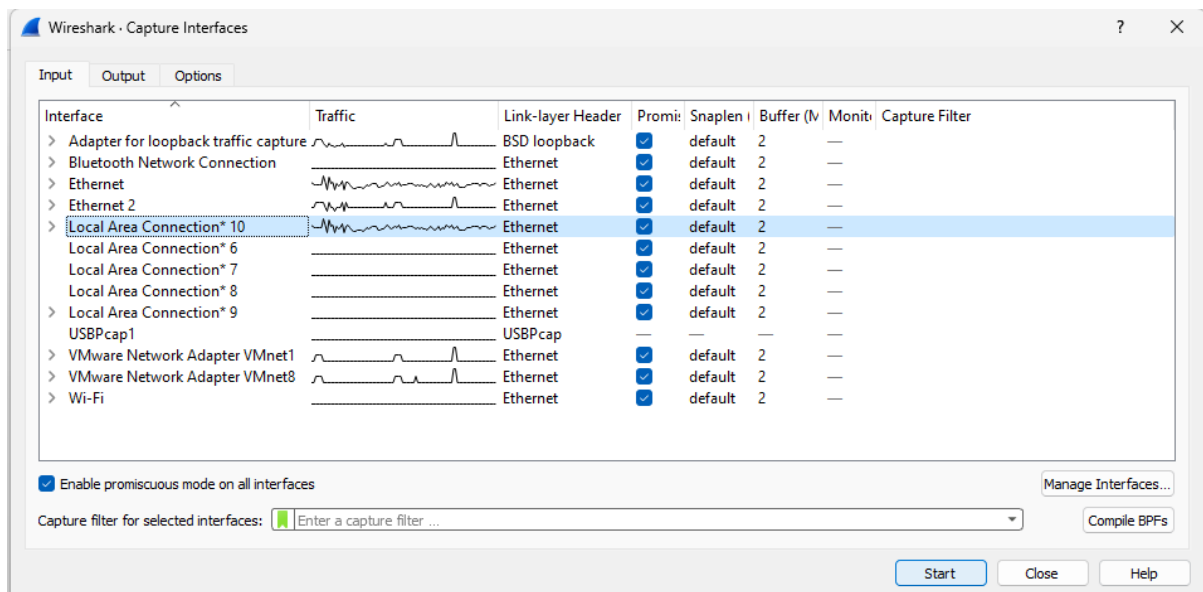 Wireshark · Capture Interfaces ? ×
Input Output Options
Interface Traffic Link-layer Header Promis Snaplen ( Buffer (M Monito Capture Filter
Adapter for loopback traffic capture BSD loopback default 2 —
Bluetooth Network Connection Ethernet default 2 —
Ethernet Ethernet default 2 —
Ethernet 2 Ethernet default 2 —
Local Area Connection* 10 Ethernet default 2 —
Local Area Connection* 6 Ethernet default 2 —
Local Area Connection* 7 Ethernet default 2 —
Local Area Connection* 8 Ethernet default 2 —
Local Area Connection* 9 Ethernet default 2 —
USBPcap1 USBPcap — — — —
VMware Network Adapter VMnet1 Ethernet default 2 —
VMware Network Adapter VMnet8 Ethernet default 2 —
Wi-Fi Ethernet default 2 —
Enable promiscuous mode on all interfaces Manage Interfaces...
Capture filter for selected interfaces: Enter a capture filter ... Compile BPFs
Start Close Help